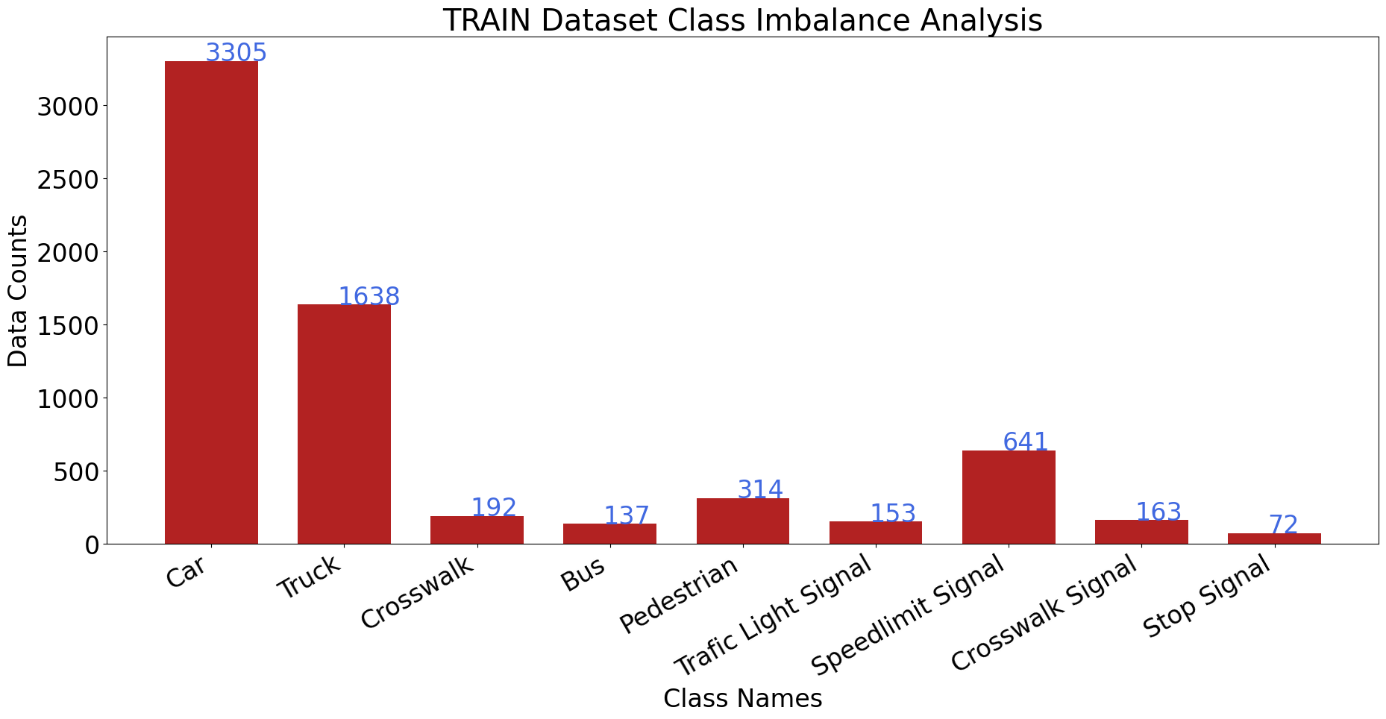 TRAIN Dataset Class Imbalance Analysis
3305
3000
2500
2000
1638
1500
1000
641
500
314
192
163
153
137
72
0
Data Counts
Car
Truck
Crosswalk
Bus
Pedestrian
Trafic Light Signal
Speedlimit Signal
Crosswalk Signal
Stop Signal
Class Names